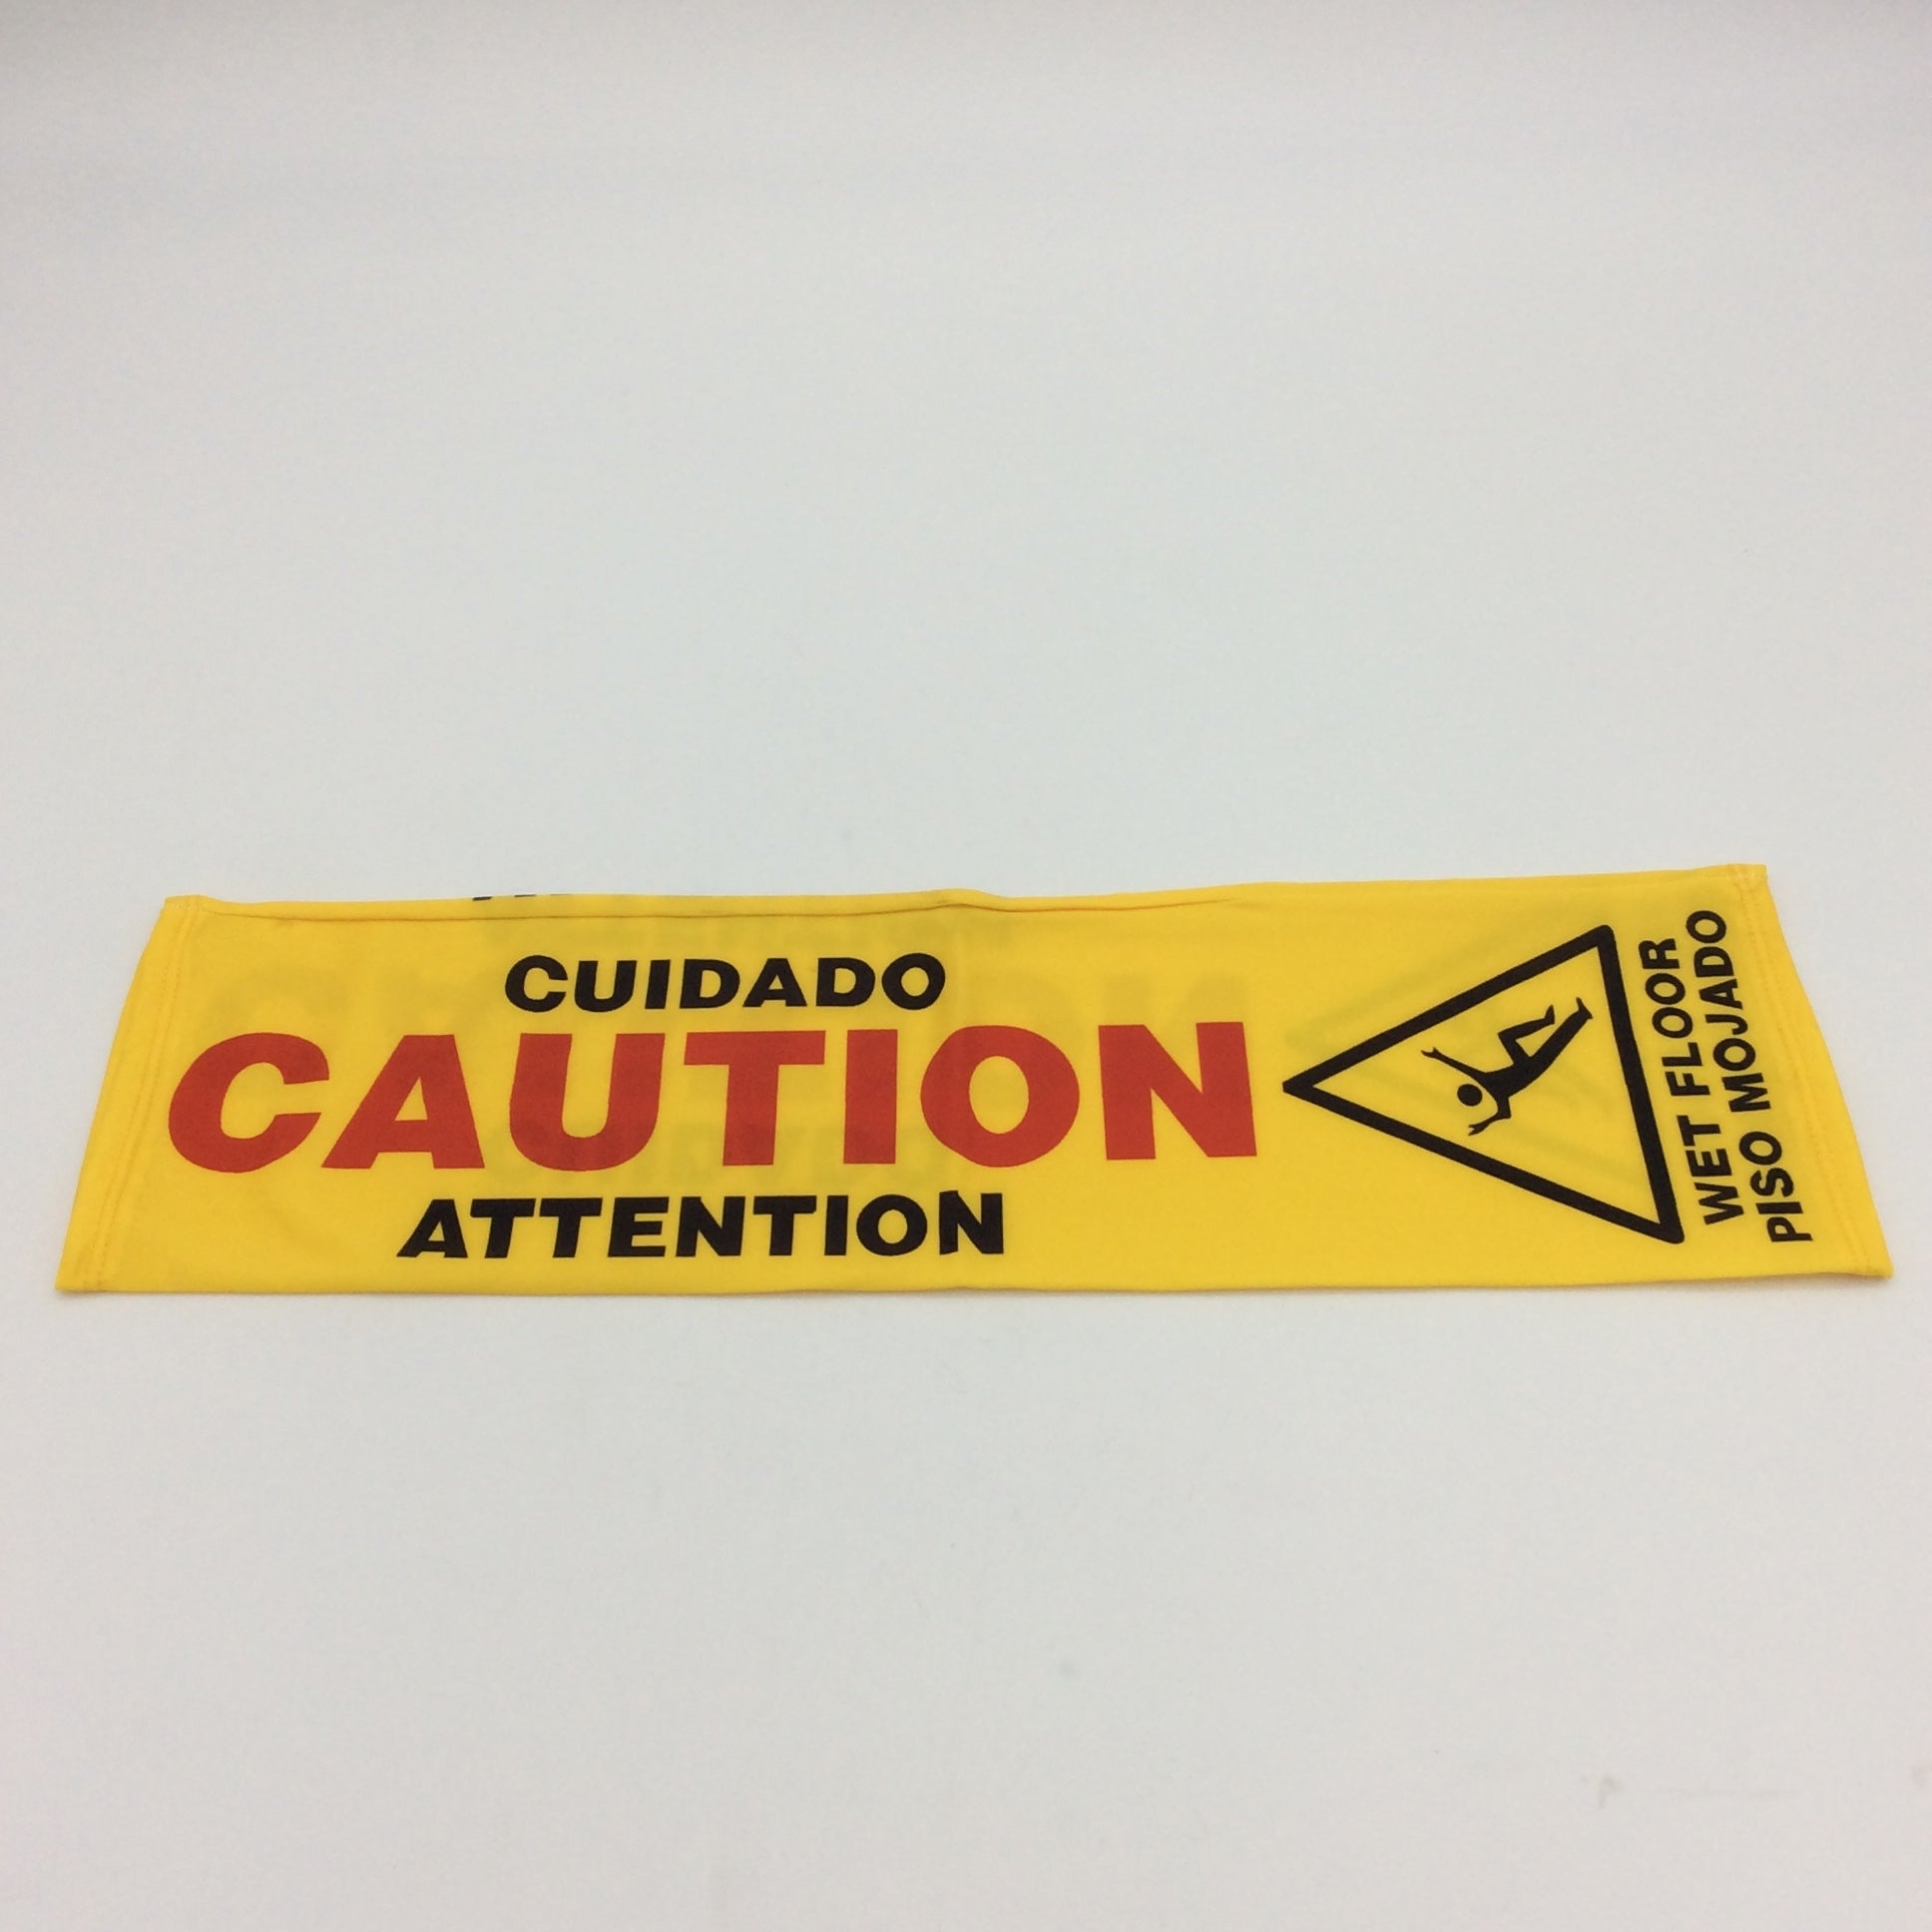 CUIDADO
CAUTION
ATTENTION
WET FLOOR
PISO MOJADO